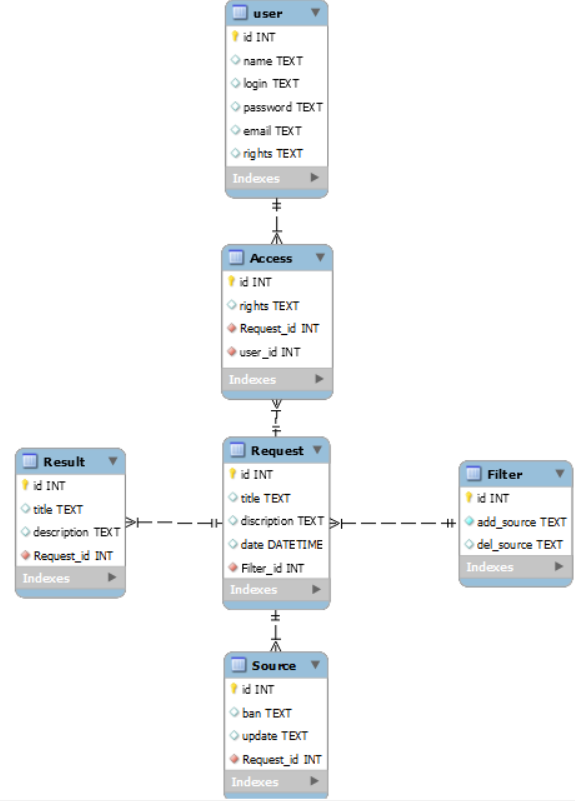 user
id INT
name TEXT
login TEXT
password TEXT
email TEXT
rights TEXT
Indexes
Access
id INT
rights TEXT
Request_id INT
user_id INT
Indexes
Result
id INT
title TEXT
description TEXT
Request_id INT
Indexes
Request
id INT
title TEXT
discription TEXT
date DATETIME
Filter_id INT
Indexes
Filter
id INT
add_source TEXT
del_source TEXT
Indexes
Source
id INT
ban TEXT
update TEXT
Request_id INT
Indexes